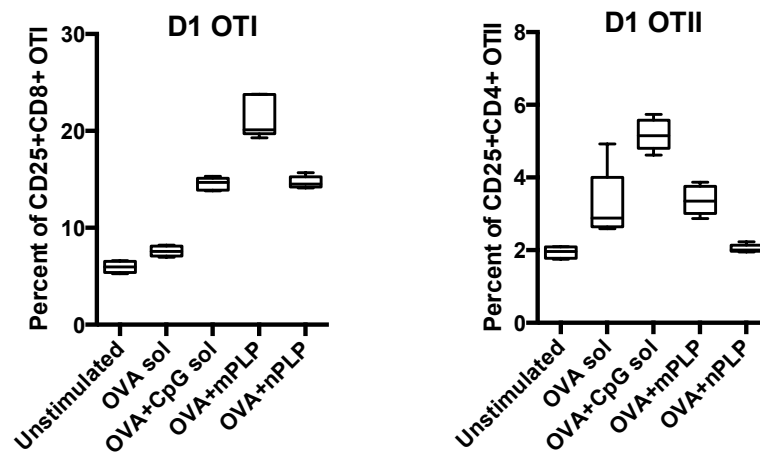 D1 OTI
Percent of CD25+CD8+ OTI
30
20
10
0
Unstimulated
OVA sol
OVA+CpG sol
OVA+mPLP
OVA+nPLP
D1 OTII
Percent of CD25+CD4+ OTII
8
6
4
2
0
Unstimulated
OVA sol
OVA+CpG sol
OVA+mPLP
OVA+nPLP